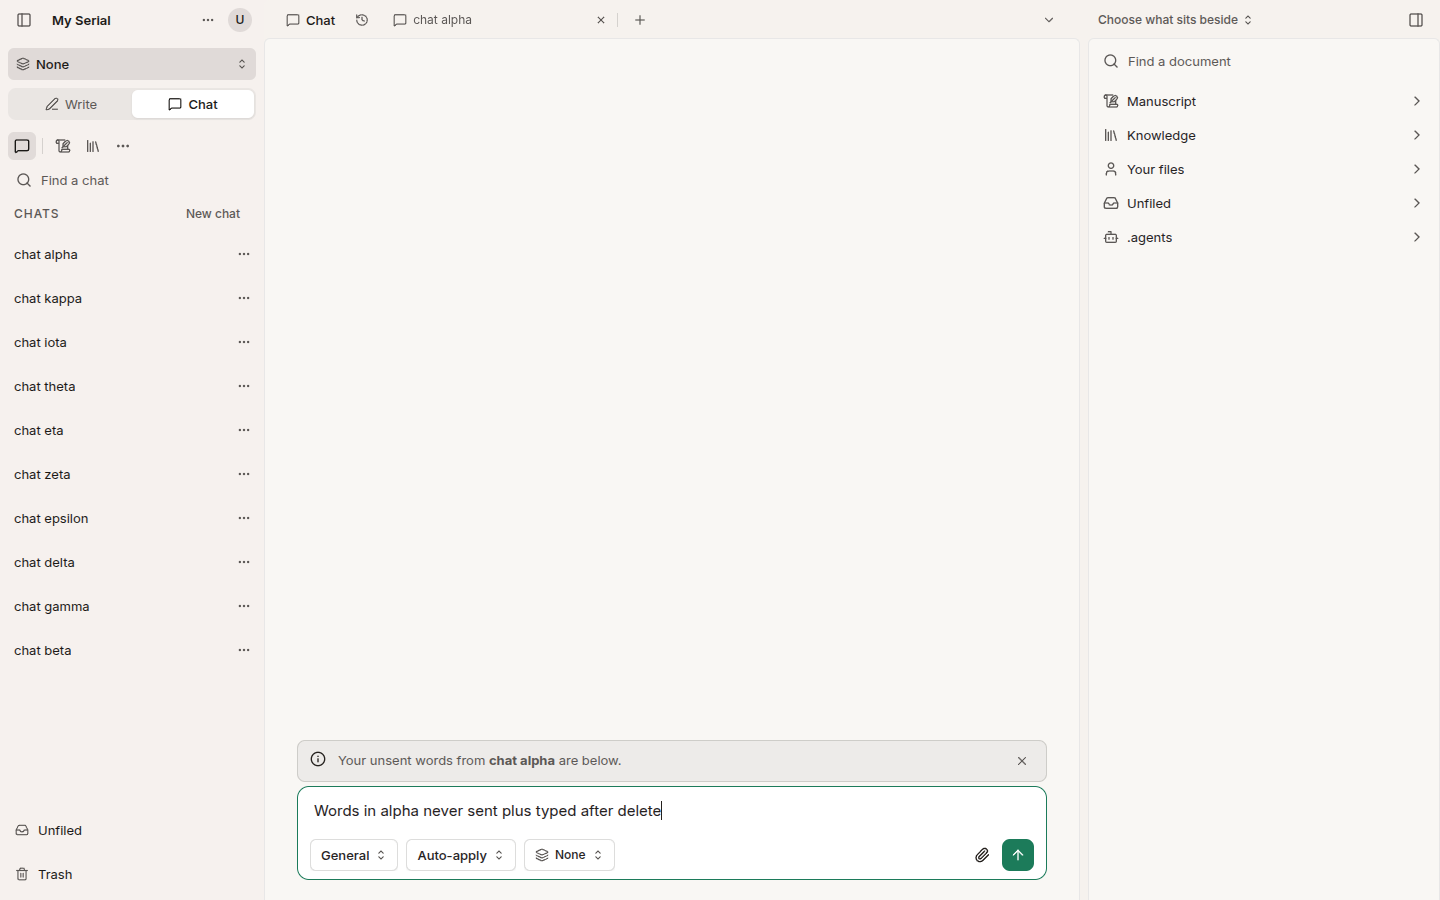 My Serial
U
None
Write
Chat
Find a chat
CHATS
New chat
chat alpha
chat kappa
chat iota
chat theta
chat eta
chat zeta
chat epsilon
chat delta
chat gamma
chat beta
Unfiled
Trash
Chat
chat alpha
Your unsent words from chat alpha are below.
Words in alpha never sent plus typed after delete
General
Auto-apply
None
Choose what sits beside
Find a document
Manuscript
Knowledge
Your files
Unfiled
.agents